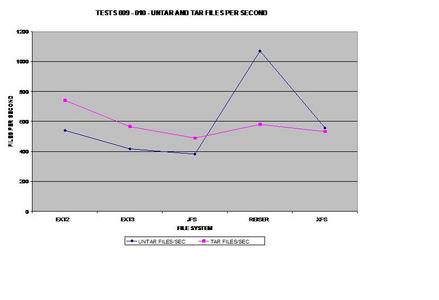 TESTS 009 - 010 - UNTAR AND TAR FILES PER SECOND
1200
1000
800
600
400
200
0
FILES PER SECOND
EXT2 EXT3 JFS REISER XFS
FILE SYSTEM
UNTAR FILES/SEC TAR FILES/SEC